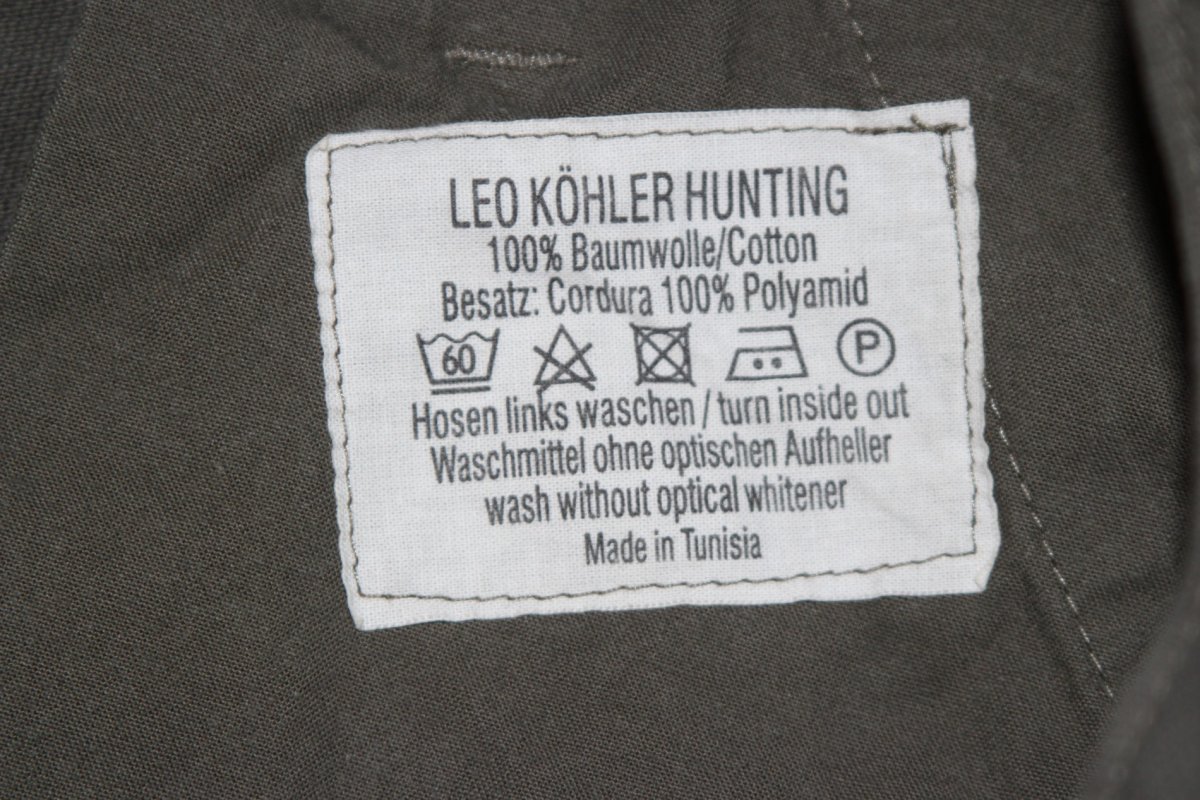 LEO KÖHLER HUNTING
100% Baumwolle/Cotton
Besatz: Cordura 100% Polyamid
60 P
Hosen links waschen / turn inside out
Waschmittel ohne optischen Aufheller
wash without optical whitener
Made in Tunisia